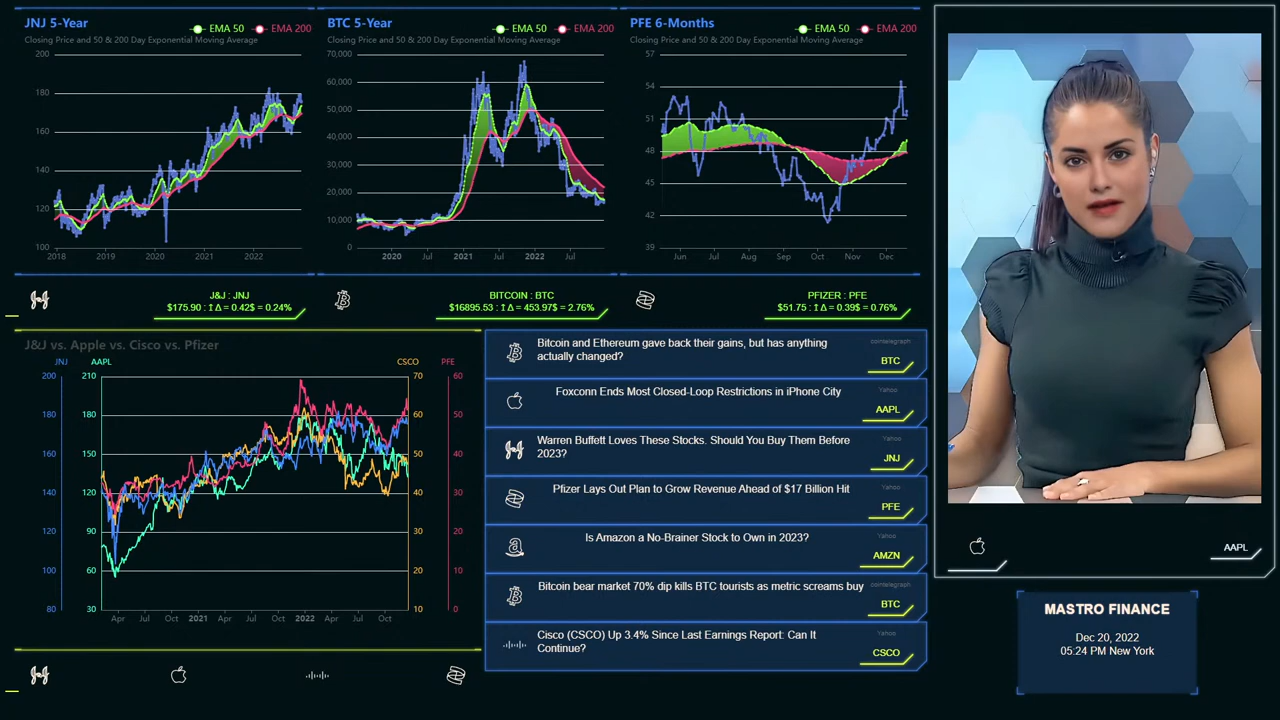 JNJ 5-Year
EMA 50
EMA 200
Closing Price and 50 & 200 Day Exponential Moving Average
200
180
160
140
120
100
2018
2019
2020
2021
2022
BTC 5-Year
EMA 50
EMA 200
Closing Price and 50 & 200 Day Exponential Moving Average
70,000
60,000
50,000
40,000
30,000
20,000
10,000
0
2020
Jul
2021
Jul
2022
Jul
PFE 6-Months
EMA 50
EMA 200
Closing Price and 50 & 200 Day Exponential Moving Average
57
54
51
48
45
42
39
Jun
Jul
Aug
Sep
Oct
Nov
Dec
J&J : JNJ
$175.90 : ↥ Δ = 0.42$ = 0.24%
BITCOIN : BTC
$16895.53 : ↥ Δ = 453.97$ = 2.76%
PFIZER : PFE
$51.75 : ↥ Δ = 0.39$ = 0.76%
J&J vs. Apple vs. Cisco vs. Pfizer
JNJ
AAPL
CSCO
PFE
200
210
70
60
180
180
60
50
160
150
50
40
140
120
40
30
120
90
30
20
100
60
20
10
80
30
10
0
Apr
Jul
Oct
2021
Apr
Jul
Oct
2022
Apr
Jul
Oct
Bitcoin and Ethereum gave back their gains, but has anything
actually changed?
cointelegraph
BTC
Foxconn Ends Most Closed-Loop Restrictions in iPhone City
Yahoo
AAPL
Warren Buffett Loves These Stocks. Should You Buy Them Before
2023?
Yahoo
JNJ
Pfizer Lays Out Plan to Grow Revenue Ahead of $17 Billion Hit
Yahoo
PFE
Is Amazon a No-Brainer Stock to Own in 2023?
Yahoo
AMZN
Bitcoin bear market 70% dip kills BTC tourists as metric screams buy
cointelegraph
BTC
Cisco (CSCO) Up 3.4% Since Last Earnings Report: Can It
Continue?
Yahoo
CSCO
AAPL
MASTRO FINANCE
Dec 20, 2022
05:24 PM New York